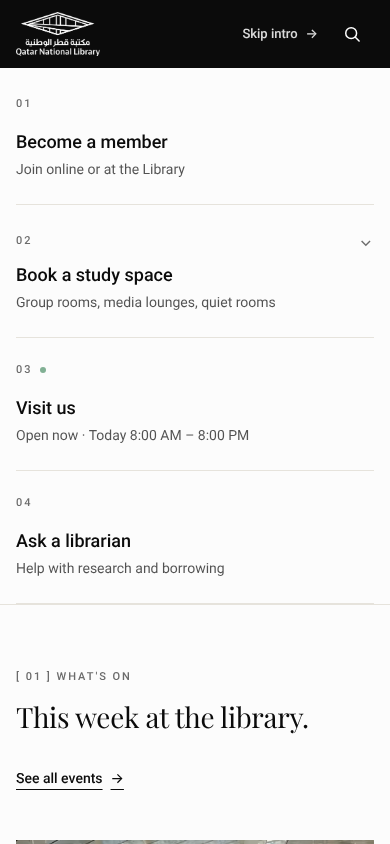 مكتبة قطر الوطنية
Qatar National Library
Skip intro →
01
Become a member
Join online or at the Library
02
Book a study space
Group rooms, media lounges, quiet rooms
03
Visit us
Open now · Today 8:00 AM – 8:00 PM
04
Ask a librarian
Help with research and borrowing
[ 01 ] WHAT'S ON
This week at the library.
See all events →